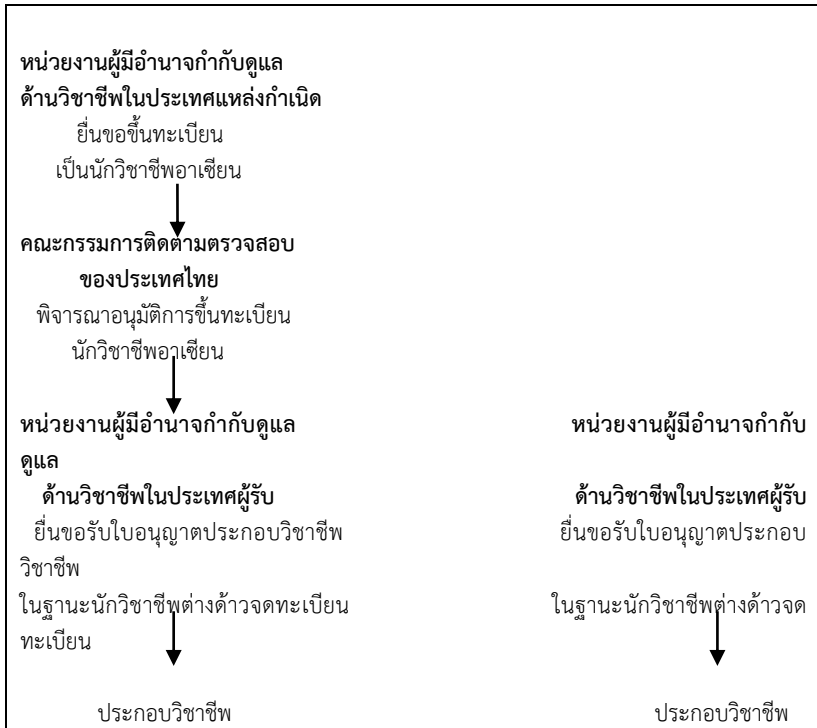 หน่วยงานผู้มีอำนาจกำกับดูแล
ด้านวิชาชีพในประเทศแหล่งกำเนิด
ยื่นขอขึ้นทะเบียน
เป็นนักวิชาชีพอาเซียน
คณะกรรมการติดตามตรวจสอบ
ของประเทศไทย
พิจารณาอนุมัติการขึ้นทะเบียน
นักวิชาชีพอาเซียน
หน่วยงานผู้มีอำนาจกำกับดูแล หน่วยงานผู้มีอำนาจกำกับ
ดูแล
ด้านวิชาชีพในประเทศผู้รับ ด้านวิชาชีพในประเทศผู้รับ
ยื่นขอรับใบอนุญาตประกอบวิชาชีพ ยื่นขอรับใบอนุญาตประกอบ
วิชาชีพ
ในฐานะนักวิชาชีพต่างด้าวจดทะเบียน ในฐานะนักวิชาชีพต่างด้าวจด
ทะเบียน
ประกอบวิชาชีพ ประกอบวิชาชีพ